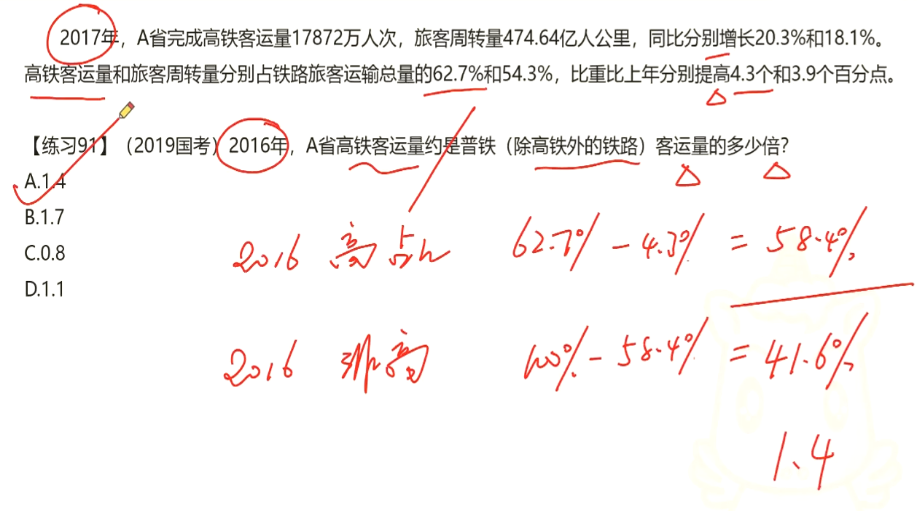 2017年，A省完成高铁客运量17872万人次，旅客周转量474.64亿人公里，同比分别增长20.3%和18.1%。
高铁客运量和旅客周转量分别占铁路旅客运输总量的62.7%和54.3%，比重比上年分别提高4.3个和3.9个百分点。
【练习91】（2019国考）2016年，A省高铁客运量约是普铁（除高铁外的铁路）客运量的多少倍？
A.1.4
B.1.7
C.0.8
D.1.1
2016 高占比 62.7% - 4.3% = 58.4%
2016 非高 100% - 58.4% = 41.6%
1.4